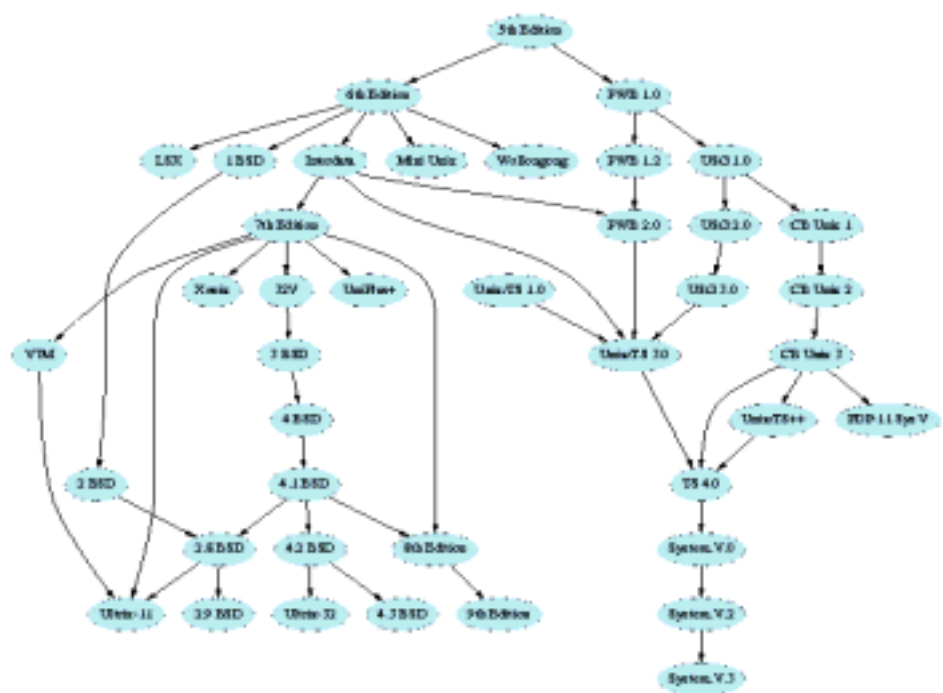 5th Edition
6th Edition
PWB 1.0
LSX
1 BSD
Interdata
Mini Unix
Wollongong
PWB 1.2
USG 1.0
7th Edition
PWB 2.0
USG 2.0
CB Unix 1
Xenix
32V
UniPlus+
Unix/TS 1.0
USG 3.0
CB Unix 2
V7M
3 BSD
Unix/TS 3.0
CB Unix 3
4 BSD
Unix/TS++
PDP-11 Sys V
2 BSD
4.1 BSD
TS 4.0
2.8 BSD
4.2 BSD
8th Edition
System V.0
Ultrix-11
2.9 BSD
Ultrix-32
4.3 BSD
9th Edition
System V.2
System V.3